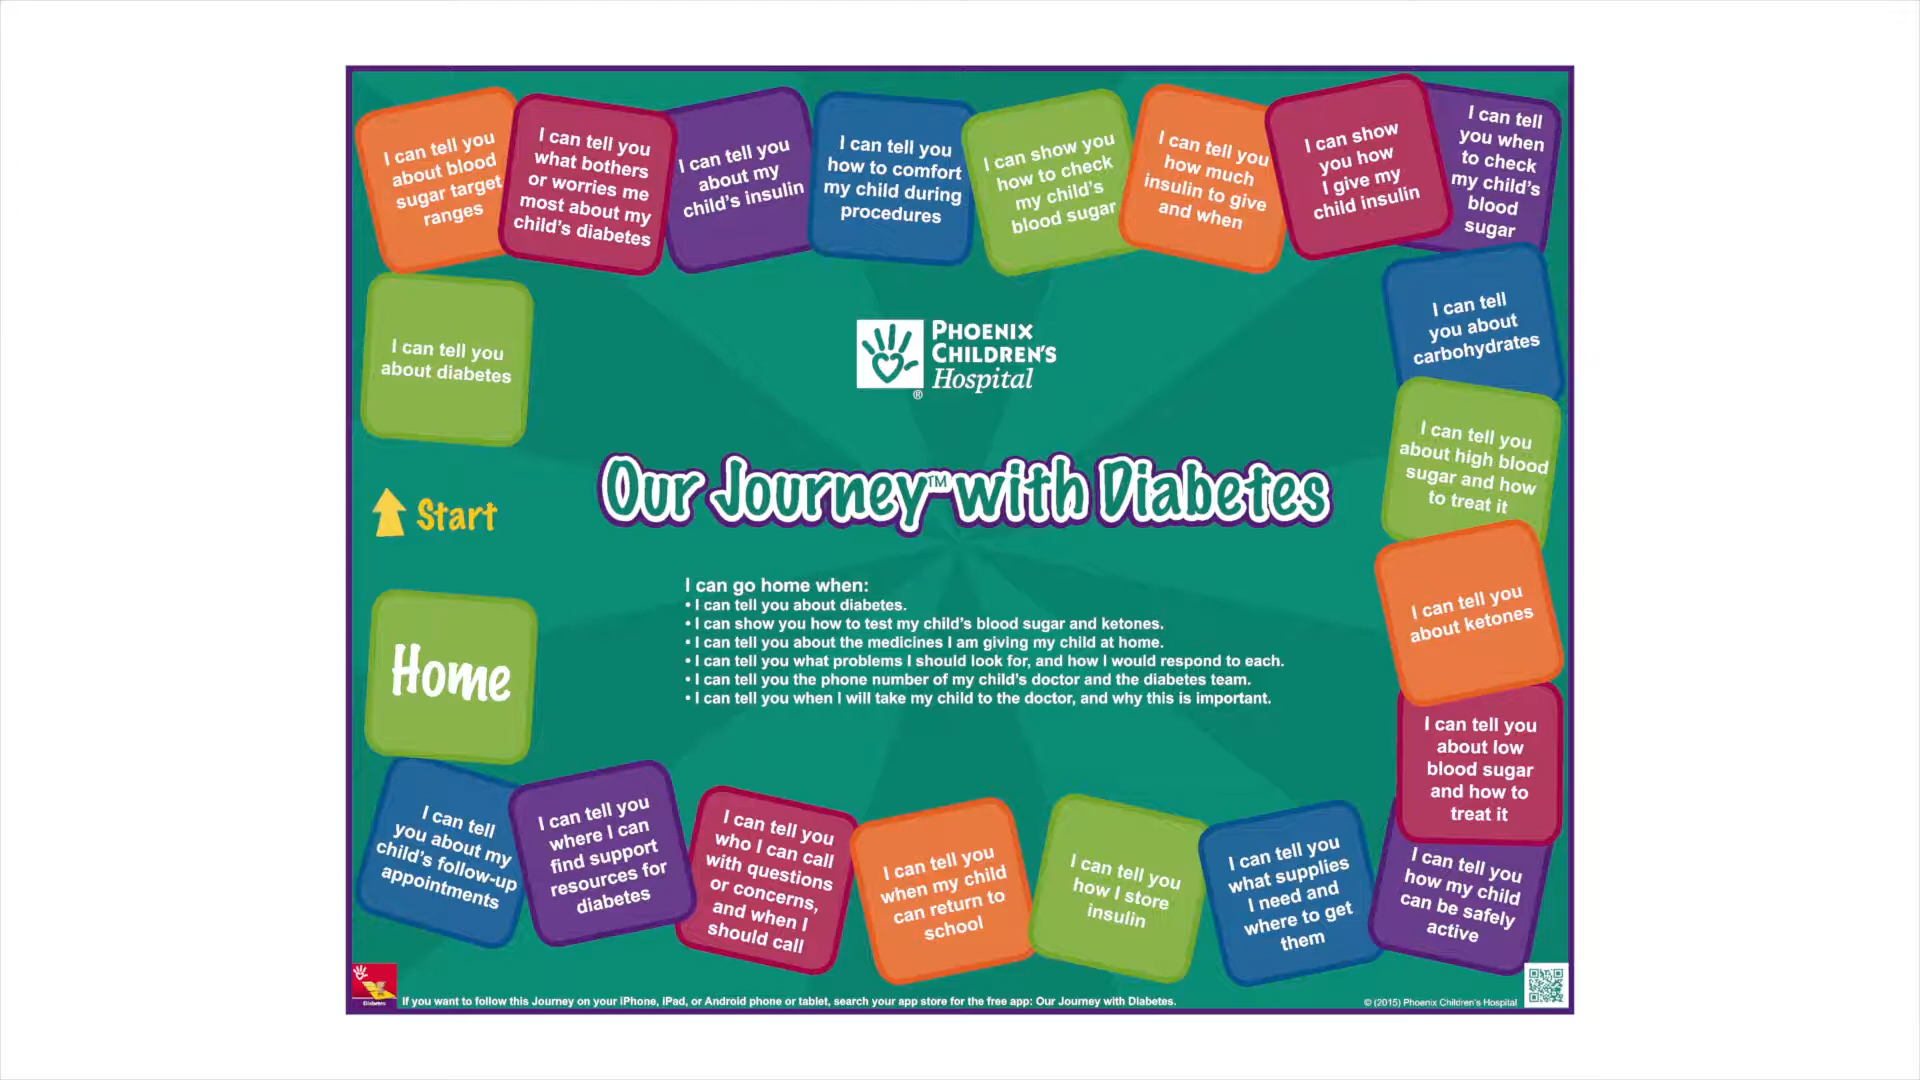 I can tell you
about blood
sugar target
ranges
I can tell you
what bothers
or worries me
most about my
child's diabetes
I can tell you
about my
child's insulin
I can tell you
how to comfort
my child during
procedures
I can show you
how to check
my child's
blood sugar
I can tell you
how much
insulin to give
and when
I can show
you how
I give my
child insulin
I can tell
you when
to check
my child's
blood
sugar
I can tell you
about diabetes
PHOENIX
CHILDREN'S
Hospital
®
I can tell
you about
carbohydrates
I can tell you
about high blood
sugar and how
to treat it
Start
Our Journey™ with Diabetes
I can go home when:
• I can tell you about diabetes.
• I can show you how to test my child's blood sugar and ketones.
• I can tell you about the medicines I am giving my child at home.
• I can tell you what problems I should look for, and how I would respond to each.
• I can tell you the phone number of my child's doctor and the diabetes team.
• I can tell you when I will take my child to the doctor, and why this is important.
I can tell you
about ketones
Home
I can tell you
about low
blood sugar
and how to
treat it
I can tell
you about my
child's follow-up
appointments
I can tell you
where I can
find support
resources for
diabetes
I can tell you
who I can call
with questions
or concerns,
and when I
should call
I can tell you
when my child
can return to
school
I can tell you
how I store
insulin
I can tell you
what supplies
I need and
where to get
them
I can tell you
how my child
can be safely
active
Diabetes
If you want to follow this Journey on your iPhone, iPad, or Android phone or tablet, search your app store for the free app: Our Journey with Diabetes.
© (2015) Phoenix Children's Hospital